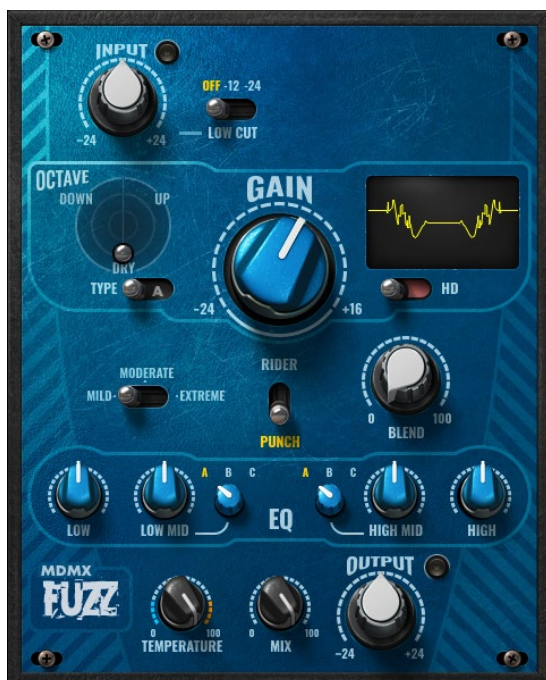 INPUT
-24 +24
OFF -12 -24
LOW CUT
OCTAVE
DOWN UP
DRY
TYPE A
GAIN
-24 +16
HD
MODERATE
MILD EXTREME
RIDER
PUNCH
0 100
BLEND
A B C
A B C
LOW
LOW MID
EQ
HIGH MID
HIGH
MDMX
FUZZ
0 100
TEMPERATURE
0 100
MIX
OUTPUT
-24 +24